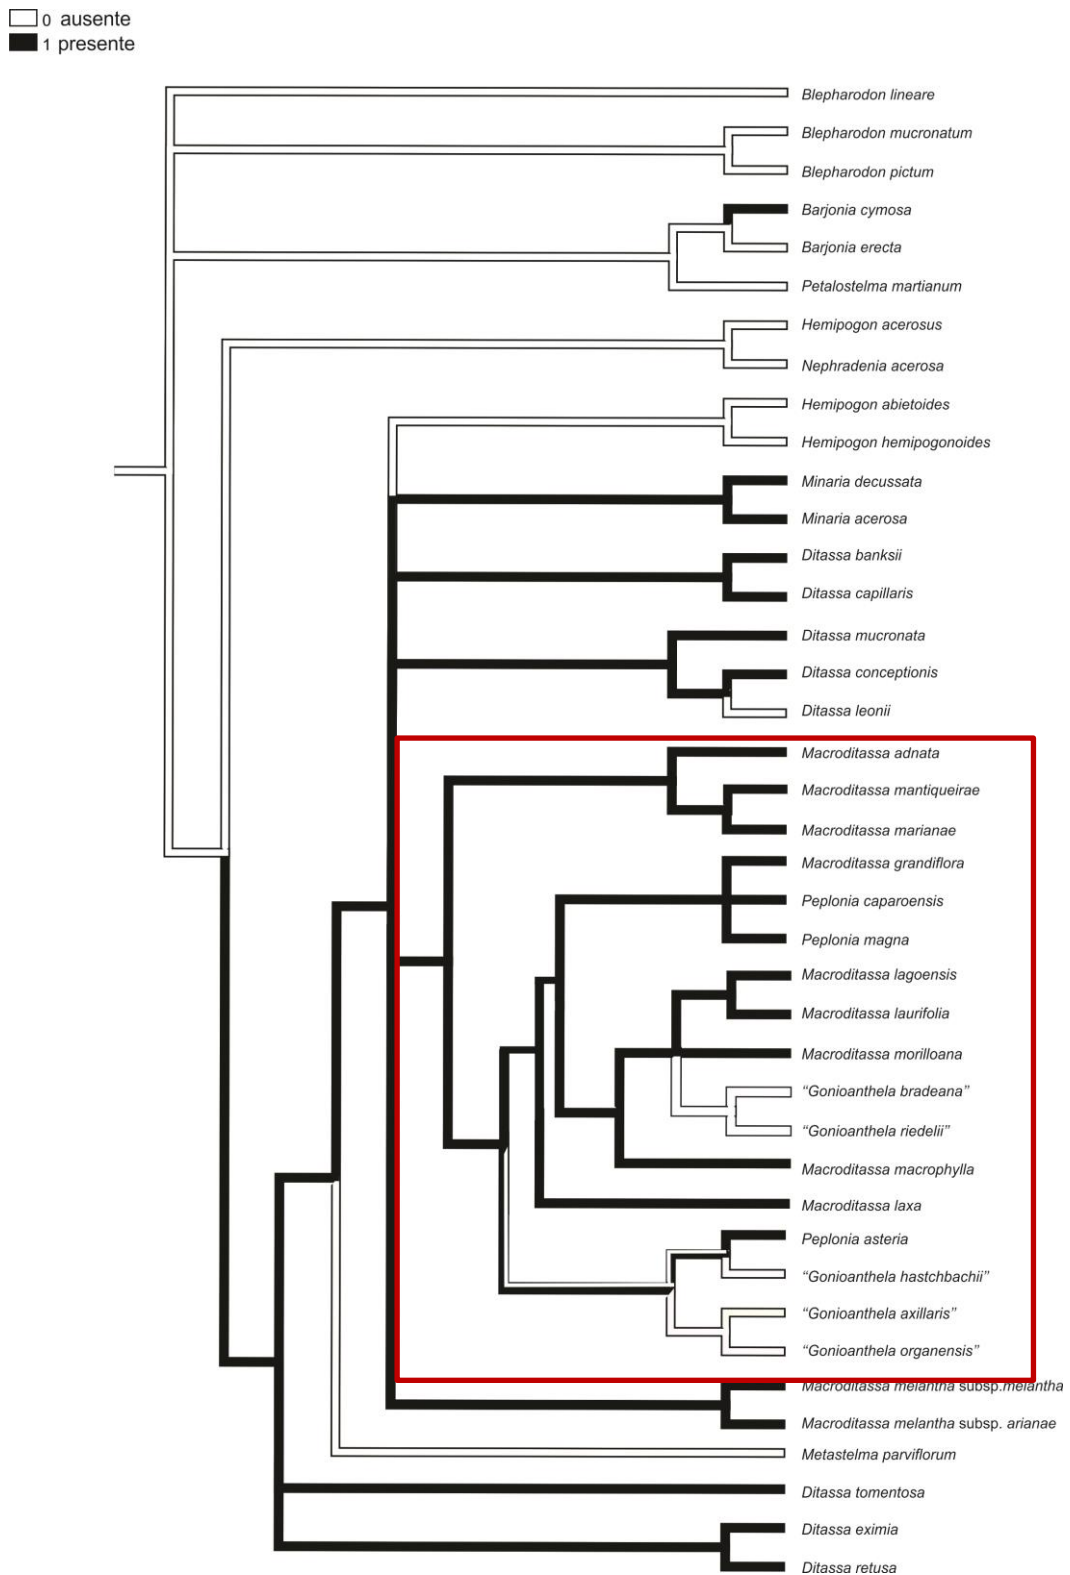 0 ausente
1 presente
Blepharodon lineare
Blepharodon mucronatum
Blepharodon pictum
Barjonia cymosa
Barjonia erecta
Petalostelma martianum
Hemipogon acerosus
Nephradenia acerosa
Hemipogon abietoides
Hemipogon hemipogonoides
Minaria decussata
Minaria acerosa
Ditassa banksii
Ditassa capillaris
Ditassa mucronata
Ditassa conceptionis
Ditassa leonii
Macroditassa adnata
Macroditassa mantiqueirae
Macroditassa marianae
Macroditassa grandiflora
Peplonia caparoensis
Peplonia magna
Macroditassa lagoensis
Macroditassa laurifolia
Macroditassa morilloana
“Gonioanthela bradeana”
“Gonioanthela riedelii”
Macroditassa macrophylla
Macroditassa laxa
Peplonia asteria
“Gonioanthela hastchbachii”
“Gonioanthela axillaris”
“Gonioanthela organensis”
Macroditassa melantha subsp.melantha
Macroditassa melantha subsp. arianae
Metastelma parviflorum
Ditassa tomentosa
Ditassa eximia
Ditassa retusa